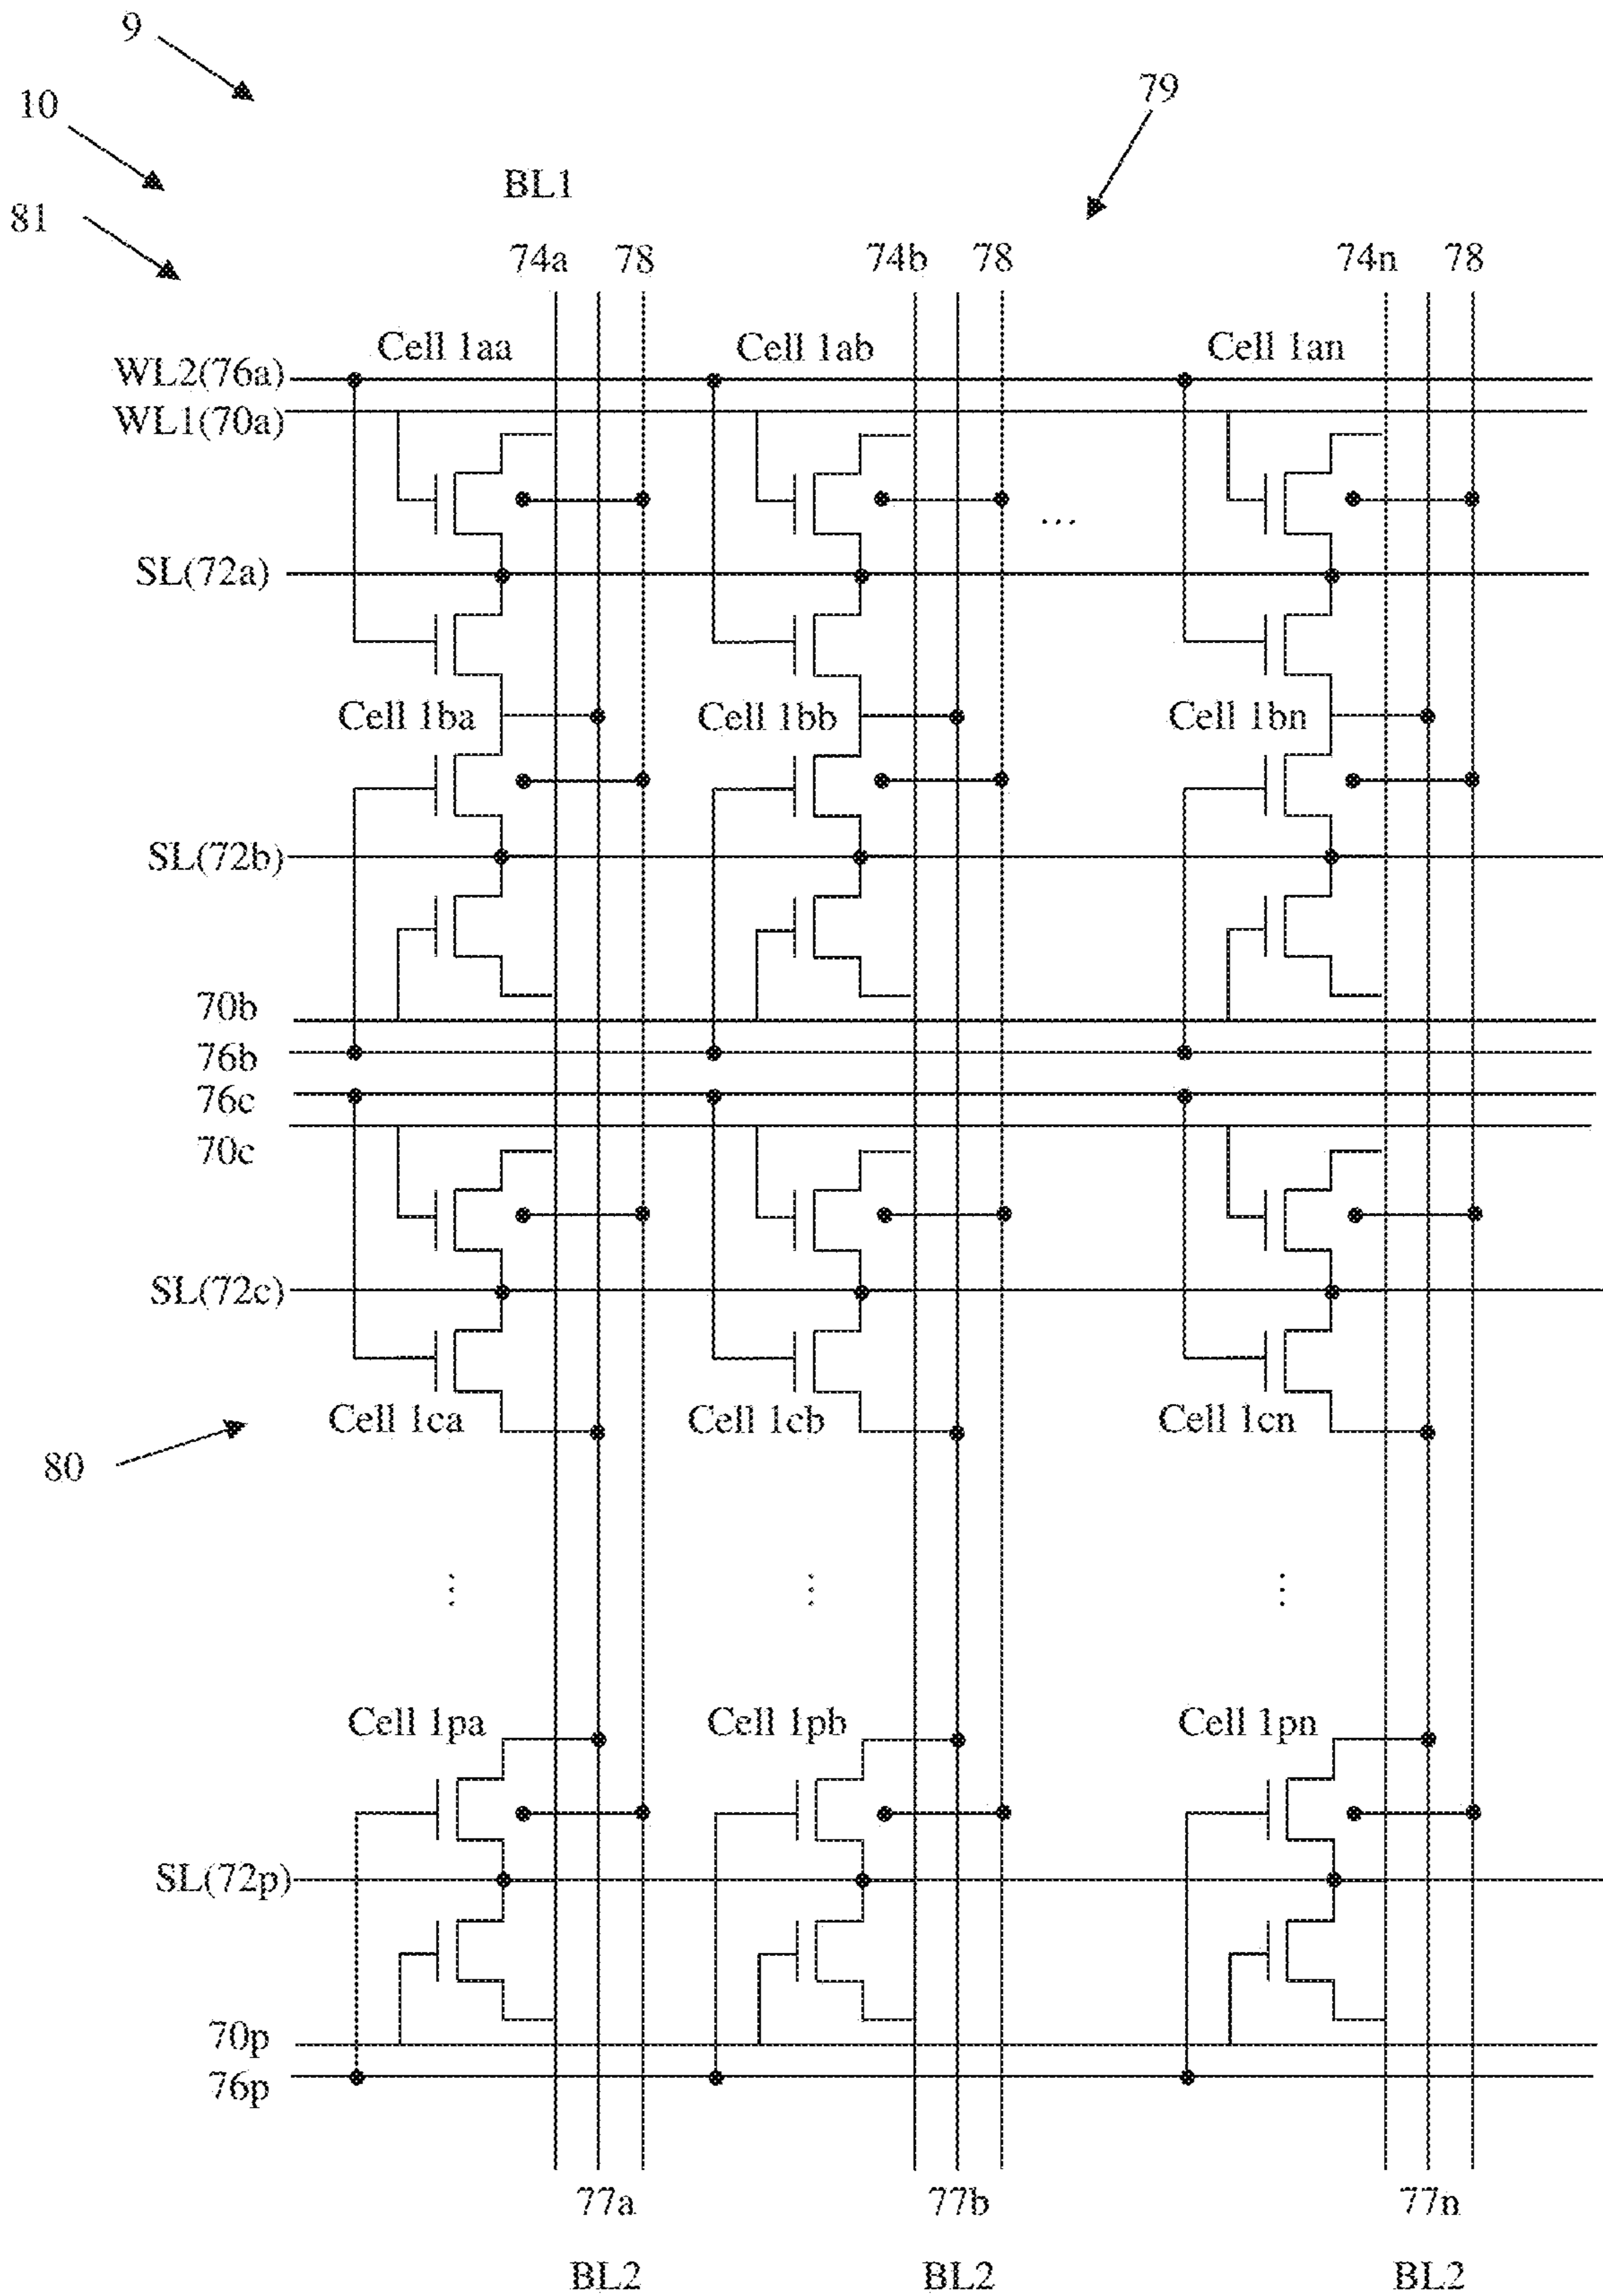 9
10
79
BL1
81
74a 78 74b 78 74n 78
Cell 1aa Cell 1ab Cell 1an
WL2(76a)
WL1(70a)
...
SL(72a)
Cell 1ba Cell 1bb Cell 1bn
SL(72b)
70b
76b
76c
70c
SL(72c)
Cell 1ca Cell 1cb Cell 1cn
80
... ... ...
Cell 1pa Cell 1pb Cell 1pn
SL(72p)
70p
76p
77a 77b 77n
BL2 BL2 BL2